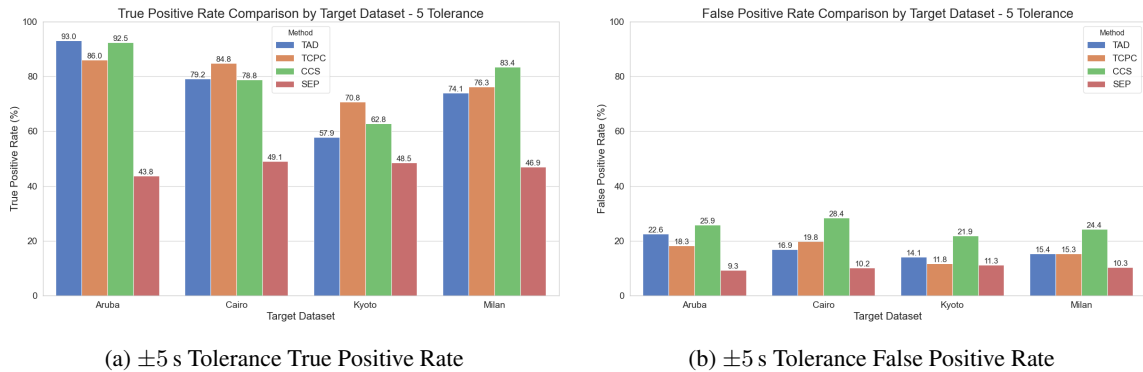 True Positive Rate Comparison by Target Dataset - 5 Tolerance
True Positive Rate (%)
100
80
60
40
20
0
Method
TAD
TCPC
CCS
SEP
93.0
86.0
92.5
43.8
79.2
84.8
78.8
49.1
57.9
70.8
62.8
48.5
74.1
76.3
83.4
46.9
Aruba
Cairo
Kyoto
Milan
Target Dataset
(a) ±5 s Tolerance True Positive Rate
False Positive Rate Comparison by Target Dataset - 5 Tolerance
False Positive Rate (%)
100
80
60
40
20
0
Method
TAD
TCPC
CCS
SEP
22.6
18.3
25.9
9.3
16.9
19.8
28.4
10.2
14.1
11.8
21.9
11.3
15.4
15.3
24.4
10.3
Aruba
Cairo
Kyoto
Milan
Target Dataset
(b) ±5 s Tolerance False Positive Rate